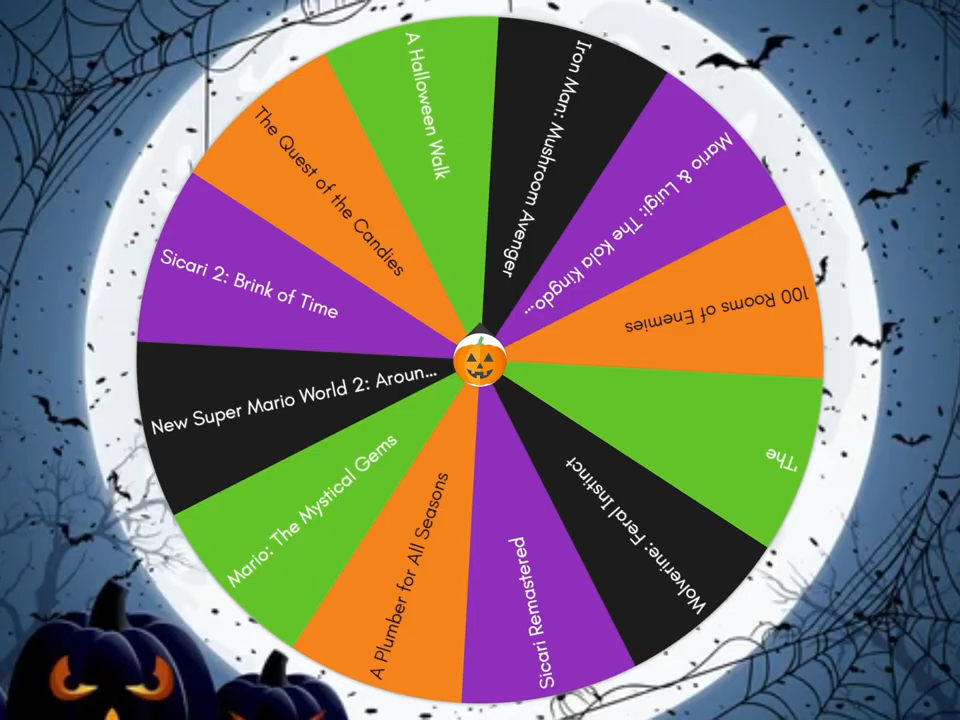 A Halloween Walk
Iron Man: Mushroom Avenger
Mario & Luigi: The Kola Kingdo...
100 Rooms of Enemies
The
Wolverine: Feral Instinct
Sicari Remastered
A Plumber for All Seasons
Mario: The Mystical Gems
New Super Mario World 2: Aroun...
Sicari 2: Brink of Time
The Quest of the Candies